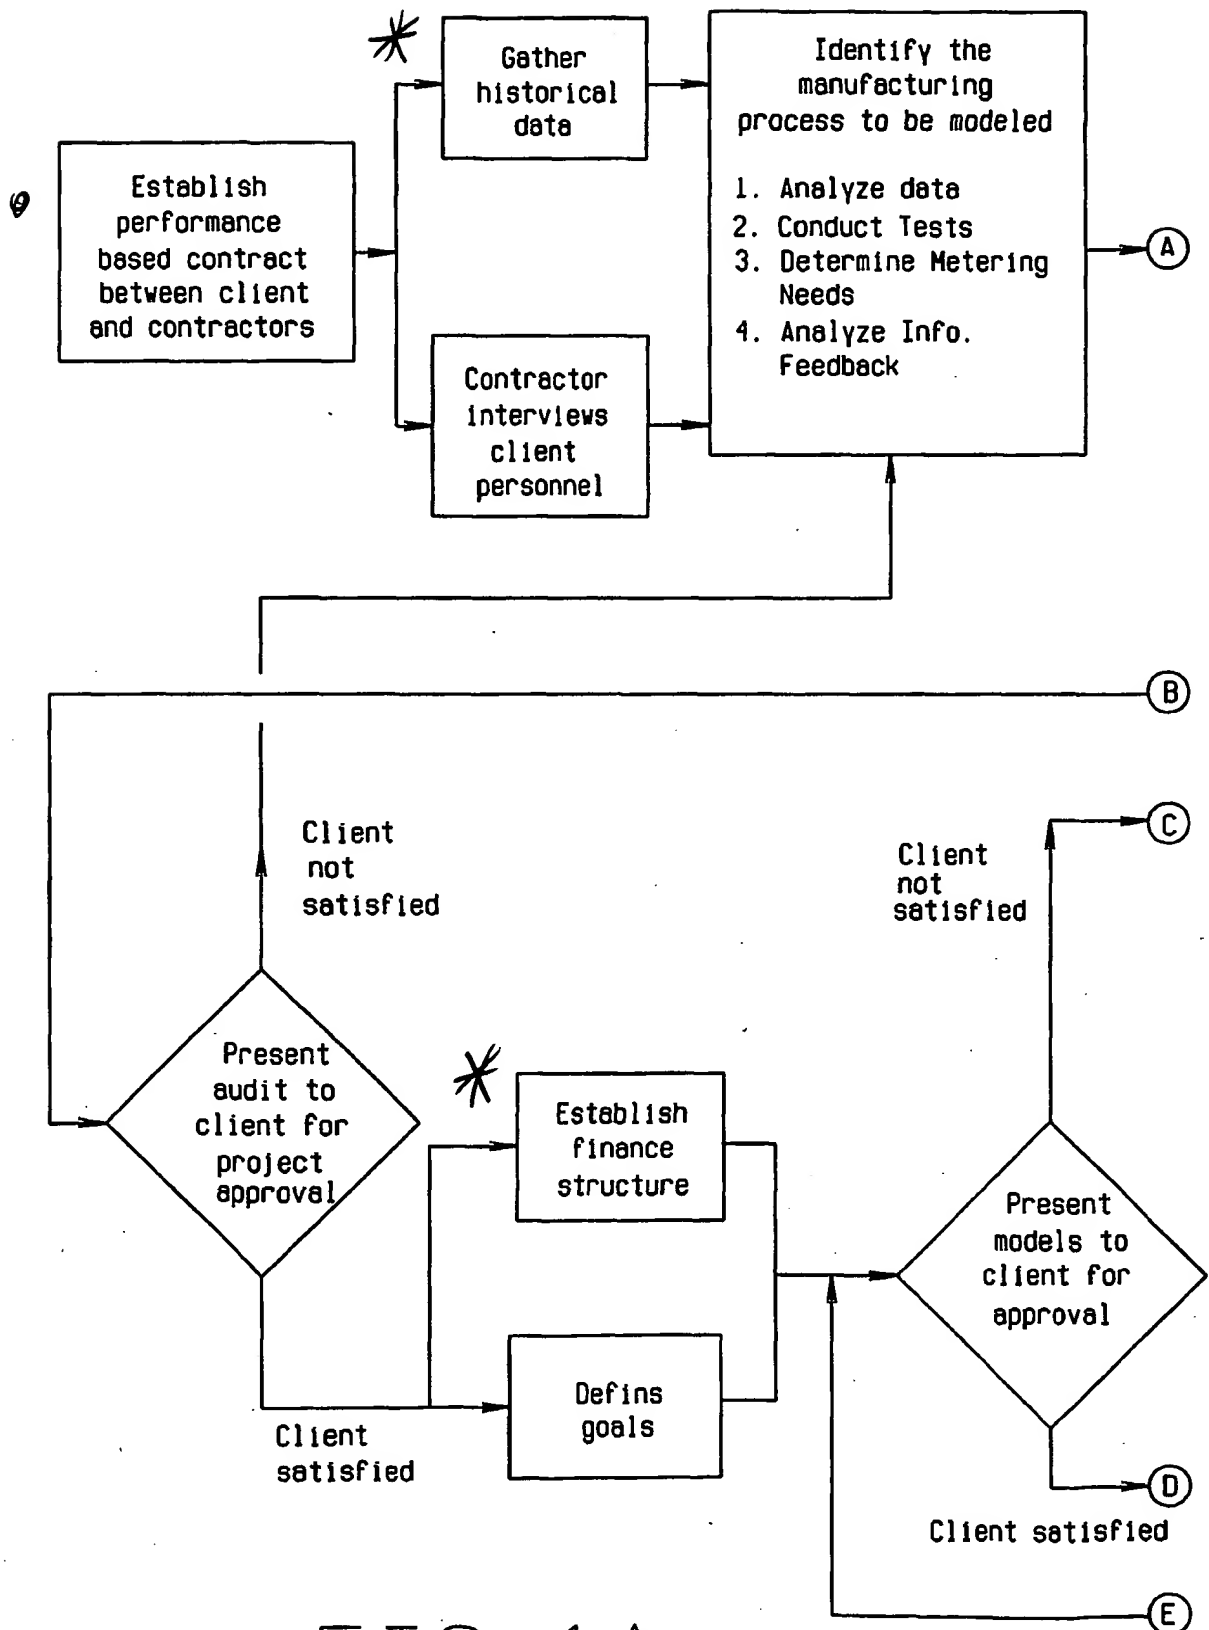 Gather
historical
data
Identify the
manufacturing
process to be modeled
1. Analyze data
2. Conduct Tests
3. Determine Metering
Needs
4. Analyze Info.
Feedback
Establish
performance
based contract
between client
and contractors
A
Contractor
interviews
client
personnel
B
C
Client
not
satisfied
Client
not
satisfied
Present
audit to
client for
project
approval
Establish
finance
structure
Present
models to
client for
approval
Defins
goals
Client
satisfied
D
Client satisfied
E